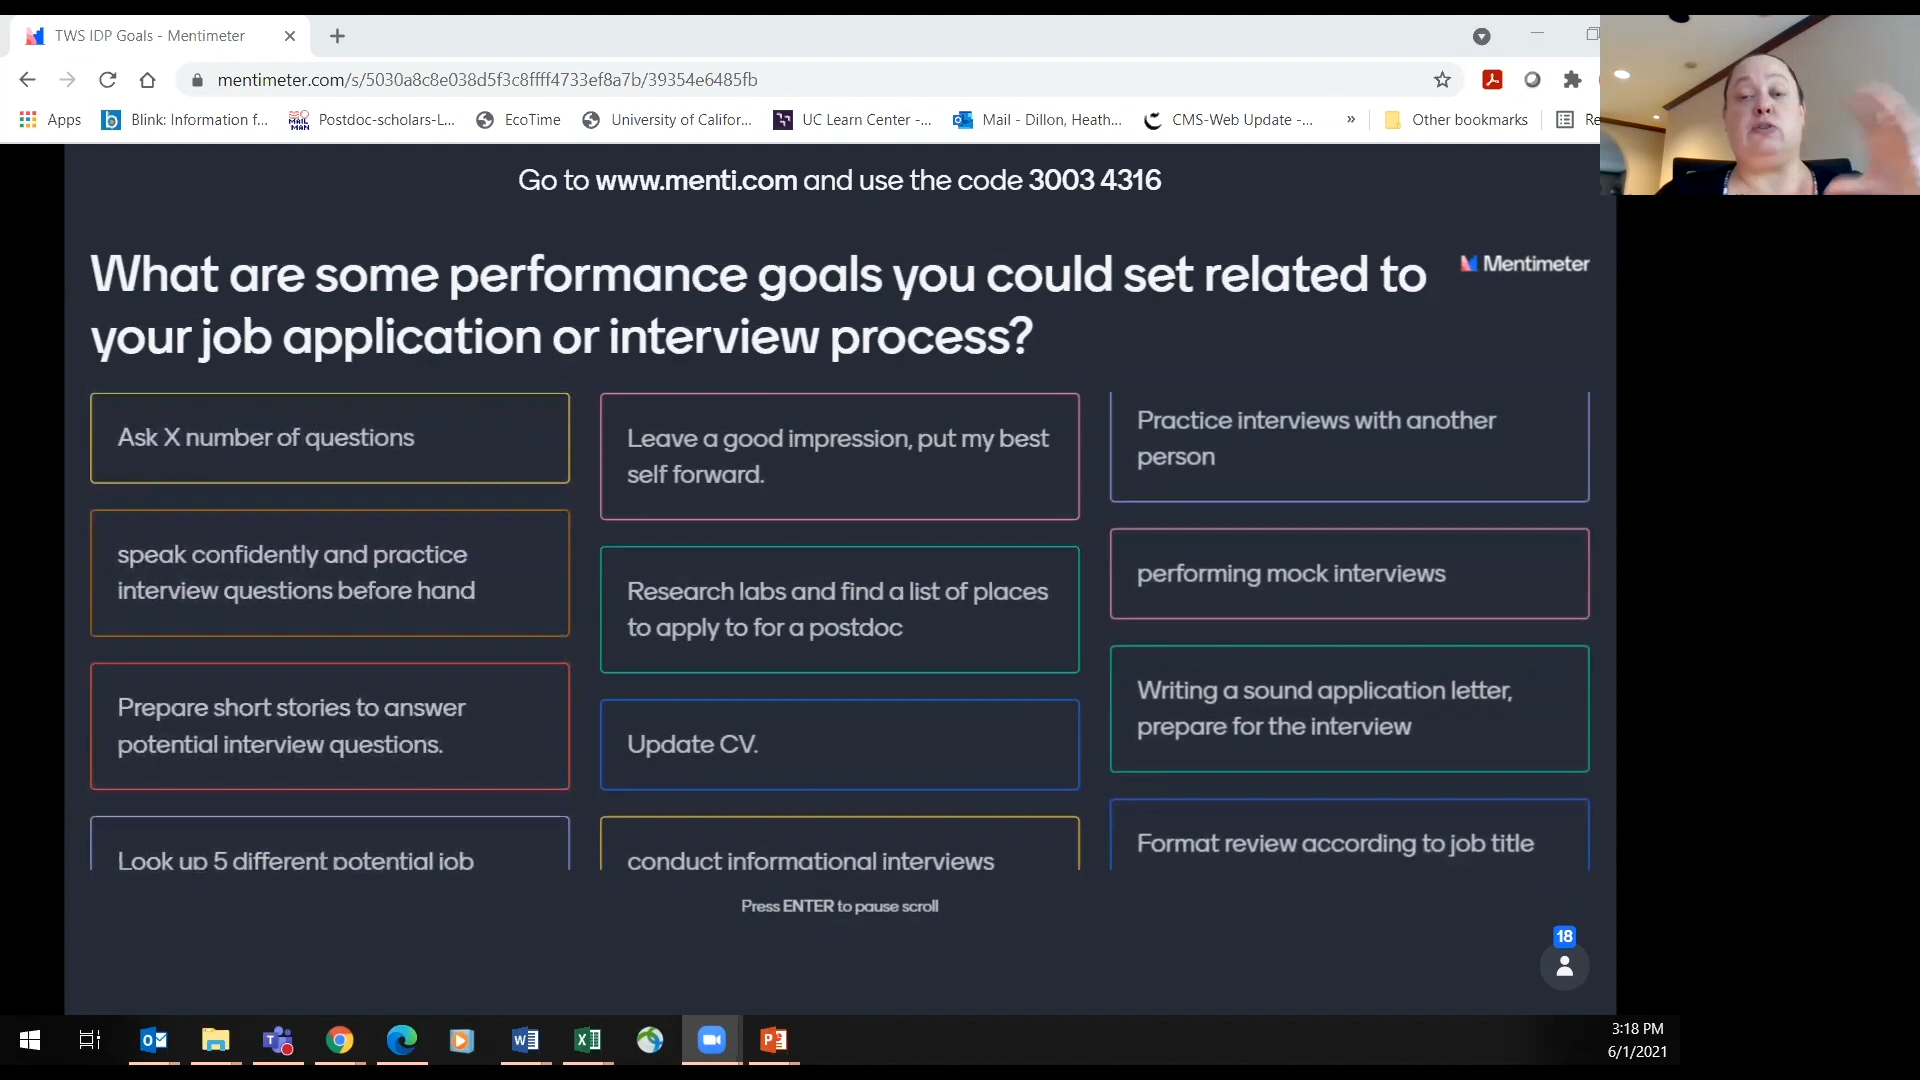 TWS IDP Goals - Mentimeter
mentimeter.com/s/5030a8c8e038d5f3c8ffff4733ef8a7b/39354e6485fb
Apps
Blink: Information f...
MAIL MAN
Postdoc-scholars-L...
EcoTime
University of Califor...
UC Learn Center -...
Mail - Dillon, Heath...
CMS-Web Update -...
»
Other bookmarks
Re
Go to www.menti.com and use the code 3003 4316
What are some performance goals you could set related to
your job application or interview process?
Mentimeter
Ask X number of questions
speak confidently and practice
interview questions before hand
Prepare short stories to answer
potential interview questions.
Look up 5 different potential job
Leave a good impression, put my best
self forward.
Research labs and find a list of places
to apply to for a postdoc
Update CV.
conduct informational interviews
Practice interviews with another
person
performing mock interviews
Writing a sound application letter,
prepare for the interview
Format review according to job title
Press ENTER to pause scroll
18
3:18 PM
6/1/2021